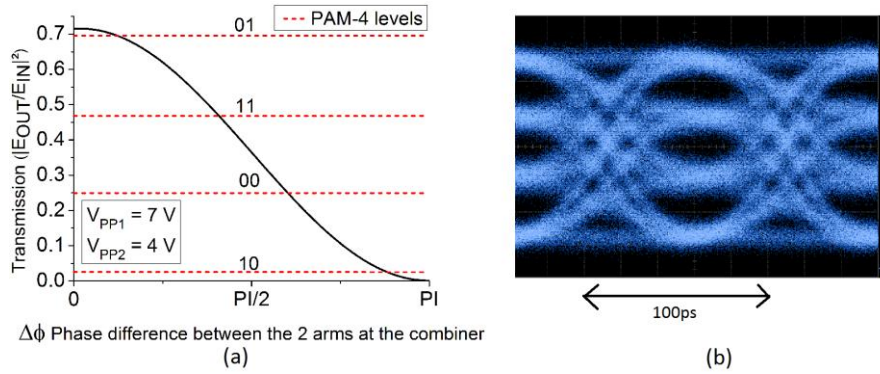 01
PAM-4 levels
0.7
0.6
0.5
11
0.4
0.3
00
0.2
V_PP1 = 7 V
V_PP2 = 4 V
0.1
10
0.0
0
PI/2
PI
Transmission (|E_OUT/E_IN|²)
Δϕ Phase difference between the 2 arms at the combiner
(a)
100ps
(b)